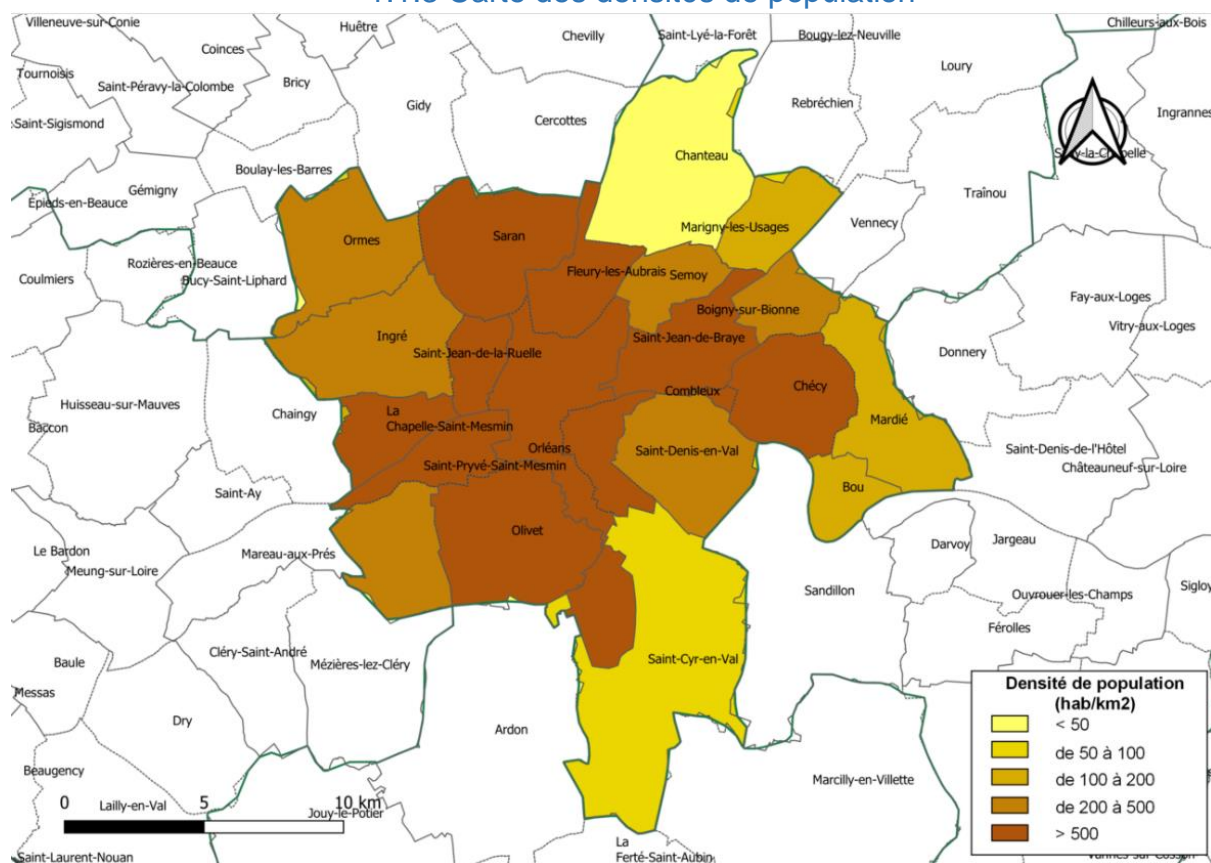 1.1.3 Carte des densités de population
Villeneuve-sur-Conie
Huêtre
Chevilly
Saint-Lyé-la-Forêt
Bougy-lez-Neuville
Chilleurs-aux-Bois
Coinces
Loury
Tournoisis
Saint-Péravy-la-Colombe
Bricy
Gidy
Cercottes
Rebréchien
Ingrannes
Saint-Sigismond
Chanteau
Boulay-les-Barres
Gémigny
Traînou
Épieds-en-Beauce
Marigny-les-Usages
Vennecy
Ormes
Saran
Rozières-en-Beauce
Coulmiers
Bucy-Saint-Liphard
Fleury-les-Aubrais
Semoy
Fay-aux-Loges
Boigny-sur-Bionne
Vitry-aux-Loges
Ingré
Saint-Jean-de-la-Ruelle
Saint-Jean-de-Braye
Donnery
Combleux
Chécy
Huisseau-sur-Mauves
Chaingy
La
Chapelle-Saint-Mesmin
Mardié
Baccon
Orléans
Saint-Denis-en-Val
Saint-Denis-de-l'Hôtel
Saint-Pryvé-Saint-Mesmin
Châteauneuf-sur-Loire
Saint-Ay
Bou
Olivet
Le Bardon
Mareau-aux-Prés
Darvoy
Jargeau
Meung-sur-Loire
Sandillon
Ouvrouer-les-Champs
Sigloy
Férolles
Cléry-Saint-André
Mézières-lez-Cléry
Saint-Cyr-en-Val
Baule
Messas
Dry
Ardon
Densité de population
(hab/km2)
< 50
de 50 à 100
de 100 à 200
de 200 à 500
> 500
Beaugency
Marcilly-en-Villette
0 5 10 km
Lailly-en-Val
Jouy-le-Potier
Saint-Laurent-Nouan
La
Ferté-Saint-Aubin